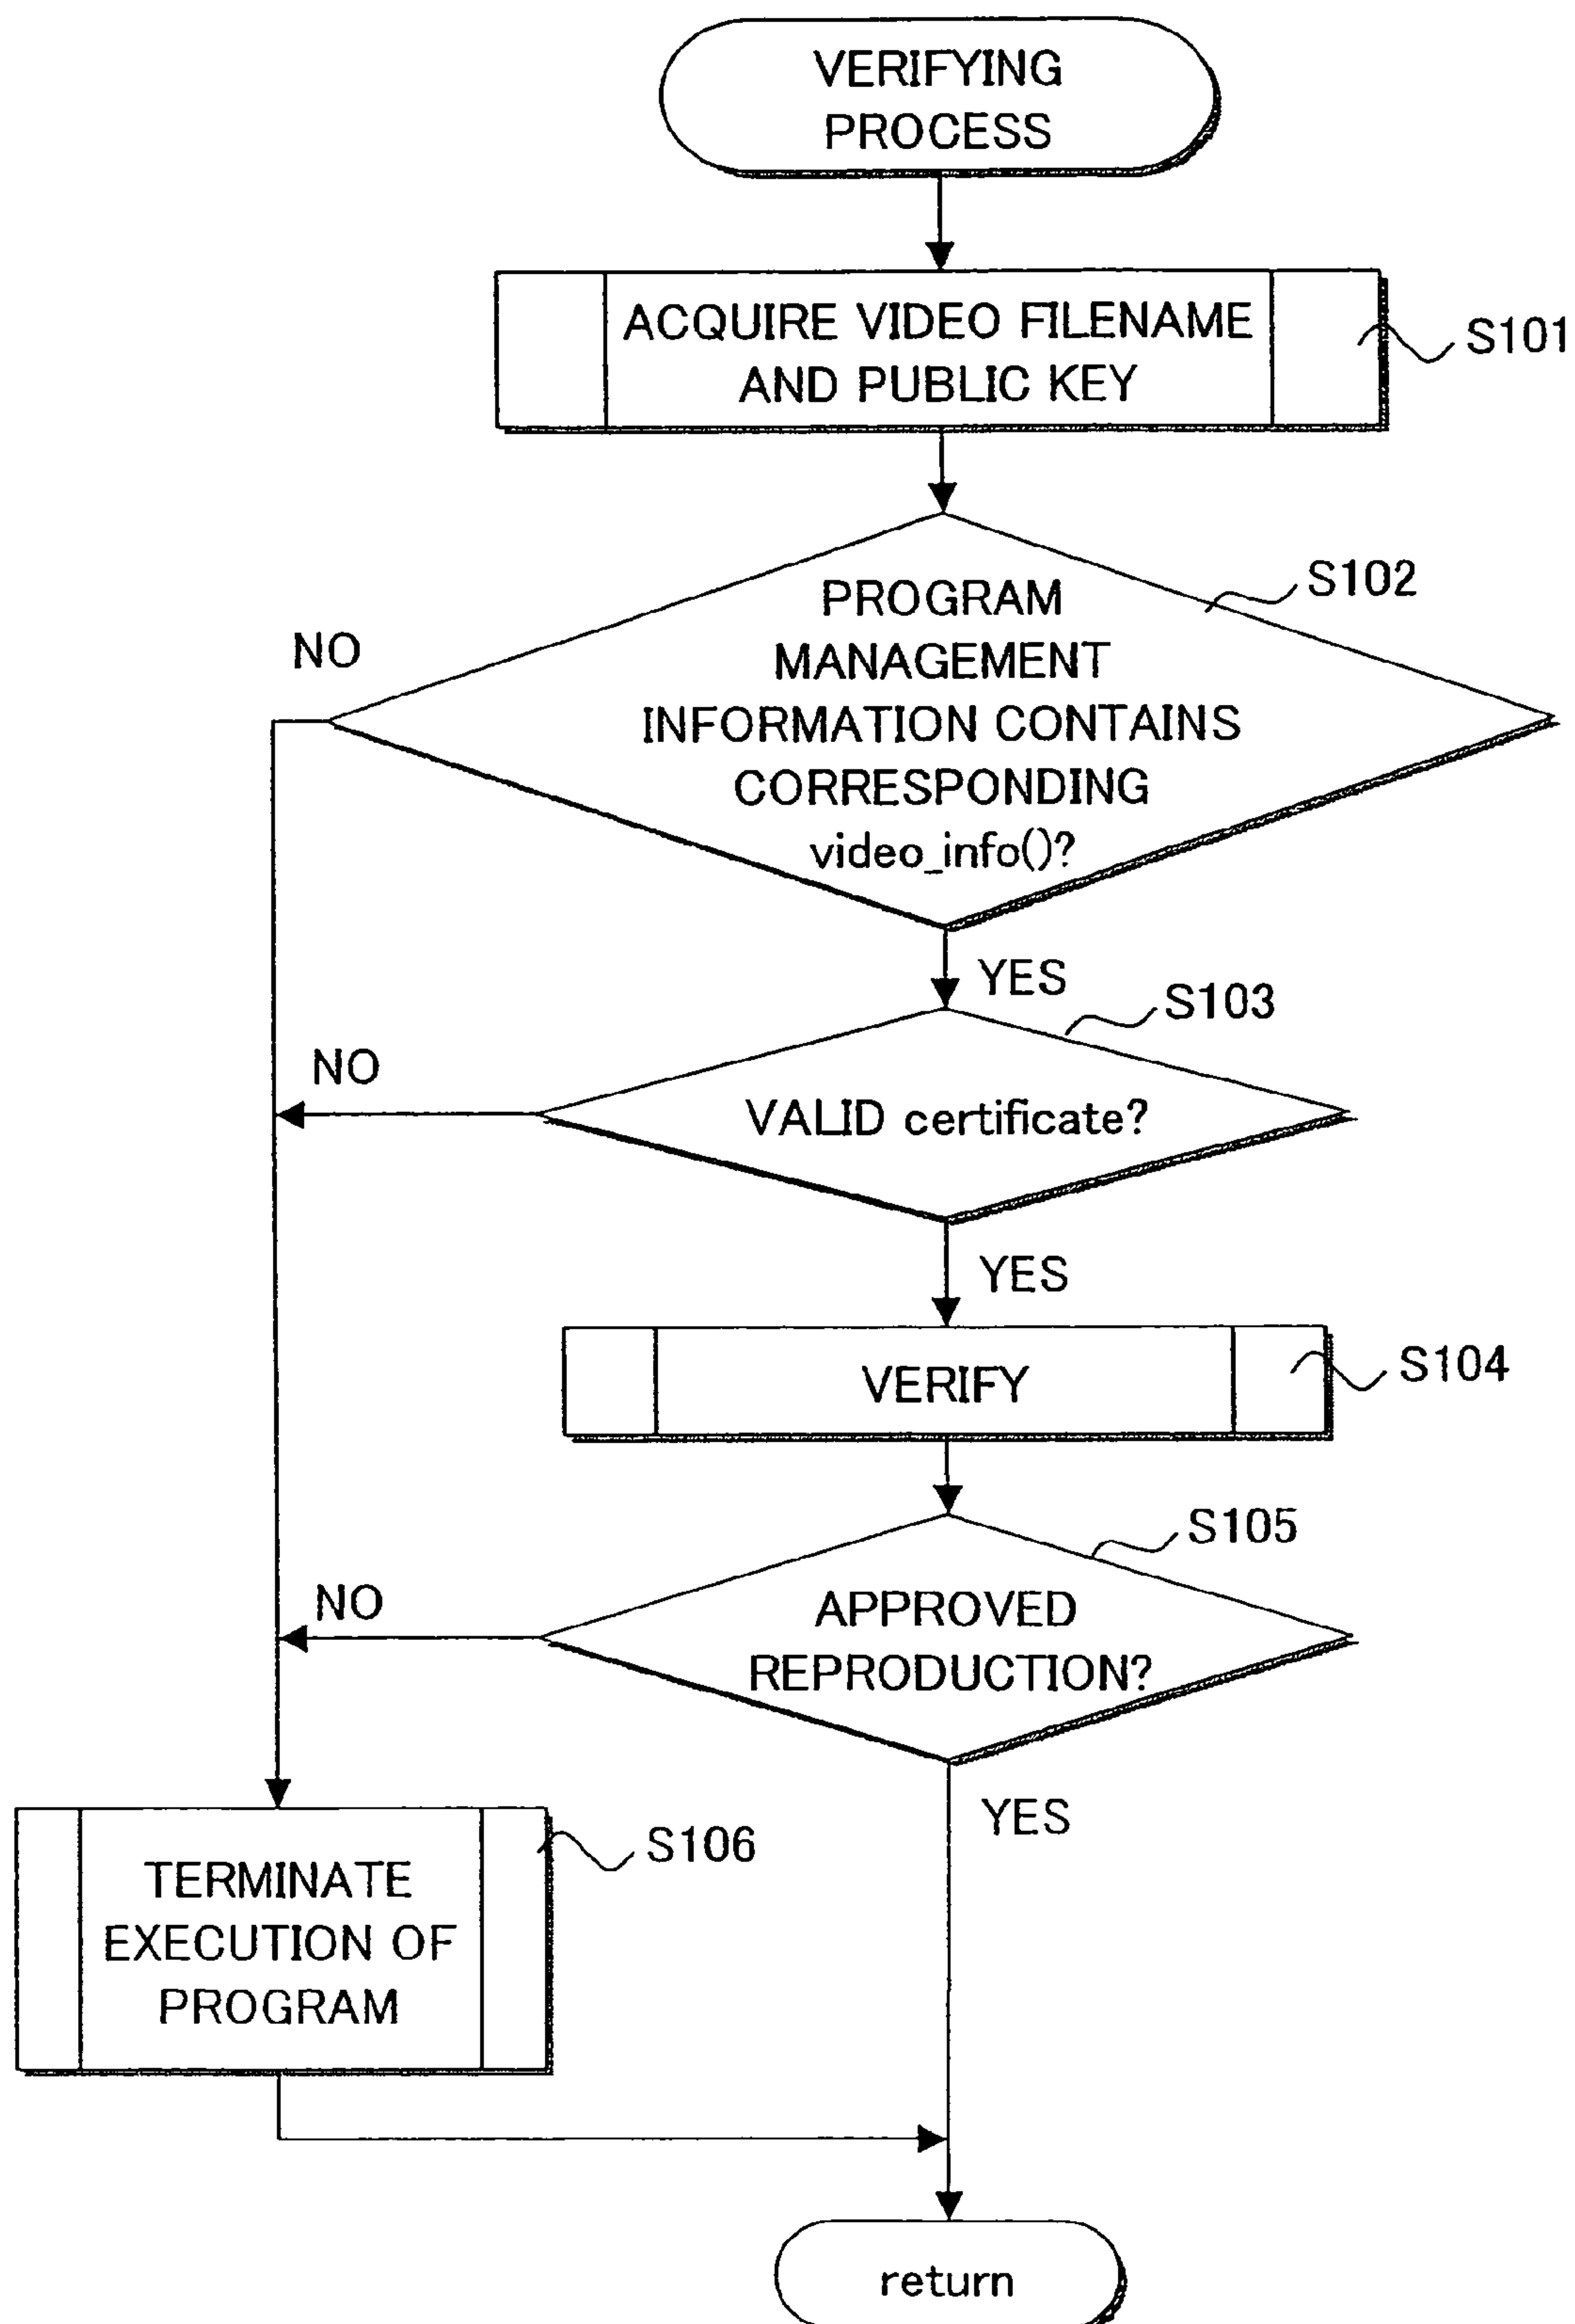 VERIFYING
PROCESS
ACQUIRE VIDEO FILENAME
AND PUBLIC KEY
S101
PROGRAM
MANAGEMENT
INFORMATION CONTAINS
CORRESPONDING
video_info()?
S102
NO
YES
S103
NO
VALID certificate?
YES
VERIFY
S104
S105
NO
APPROVED
REPRODUCTION?
YES
TERMINATE
EXECUTION OF
PROGRAM
S106
return